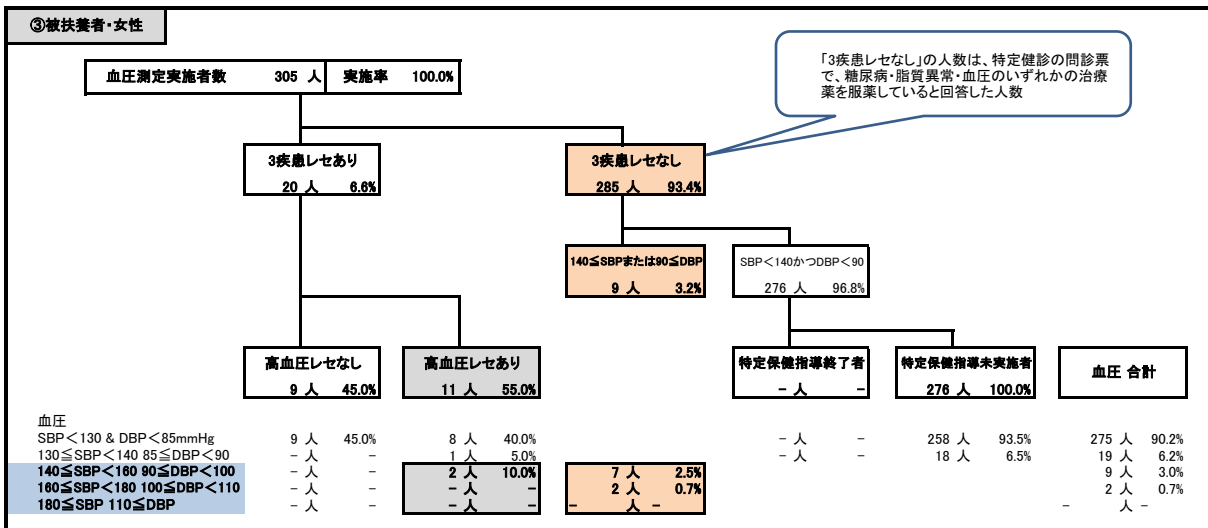 ③被扶養者・女性
「3疾患レセなし」の人数は、特定健診の問診票
で、糖尿病・脂質異常・血圧のいずれかの治療
薬を服薬していると回答した人数
血圧測定実施者数 305 人 実施率 100.0%
3疾患レセあり 3疾患レセなし
20 人 6.6% 285 人 93.4%
140≦SBPまたは90≦DBP SBP＜140かつDBP＜90
9 人 3.2% 276 人 96.8%
高血圧レセなし 高血圧レセあり 特定保健指導終了者 特定保健指導未実施者 血圧 合計
9 人 45.0% 11 人 55.0% - 人 - 276 人 100.0%
血圧
SBP＜130 & DBP＜85mmHg 9 人 45.0% 8 人 40.0% - 人 - 258 人 93.5% 275 人 90.2%
130≦SBP＜140 85≦DBP＜90 - 人 - 1 人 5.0% - 人 - 18 人 6.5% 19 人 6.2%
140≦SBP＜160 90≦DBP＜100 - 人 - 2 人 10.0% 7 人 2.5% 9 人 3.0%
160≦SBP＜180 100≦DBP＜110 - 人 - - 人 - 2 人 0.7% 2 人 0.7%
180≦SBP 110≦DBP - 人 - - 人 - - 人 - - 人 -